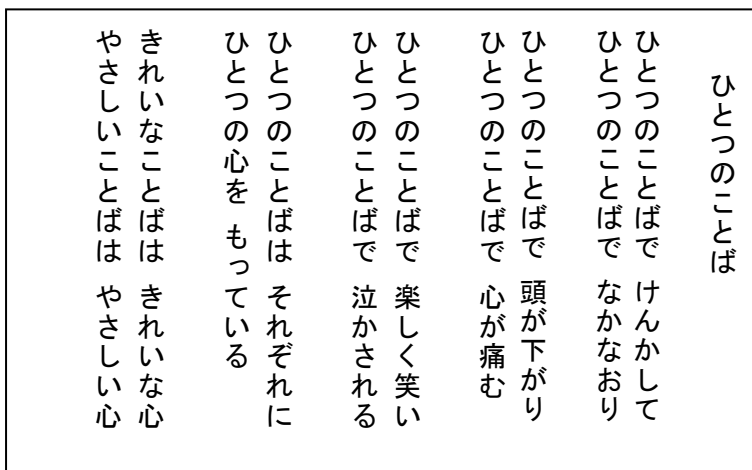 ひとつのことば
ひとつのことばで けんかして
ひとつのことばで なかなおり
ひとつのことばで 頭が下がり
ひとつのことばで 心が痛む
ひとつのことばで 楽しく笑い
ひとつのことばで 泣かされる
ひとつのことばは それぞれに
ひとつの心を もっている
きれいなことばは きれいな心
やさしいことばは やさしい心